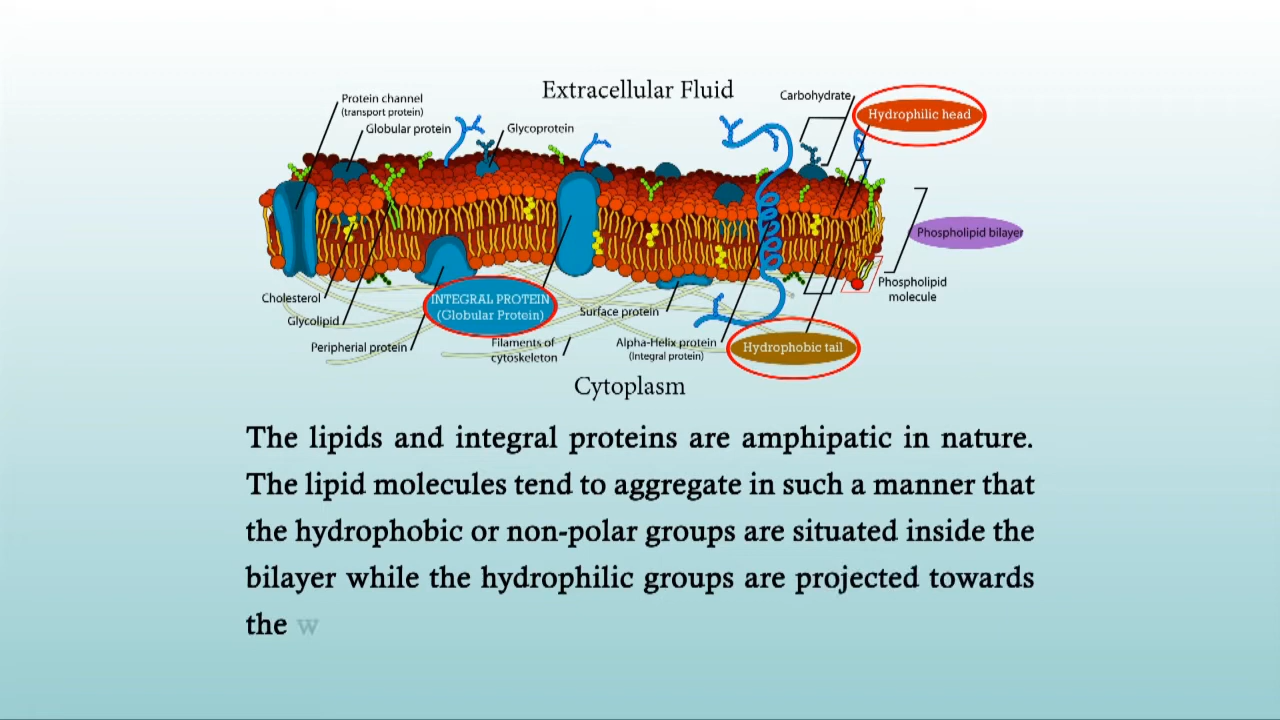 Extracellular Fluid
Protein channel
(transport protein)
Globular protein
Glycoprotein
Carbohydrate
Hydrophilic head
Phospholipid bilayer
Phospholipid
molecule
Cholesterol
Glycolipid
Peripherial protein
INTEGRAL PROTEIN
(Globular Protein)
Filaments of
cytoskeleton
Surface protein
Alpha-Helix protein
(Integral protein)
Hydrophobic tail
Cytoplasm
The lipids and integral proteins are amphipatic in nature.
The lipid molecules tend to aggregate in such a manner that
the hydrophobic or non-polar groups are situated inside the
bilayer while the hydrophilic groups are projected towards
the w